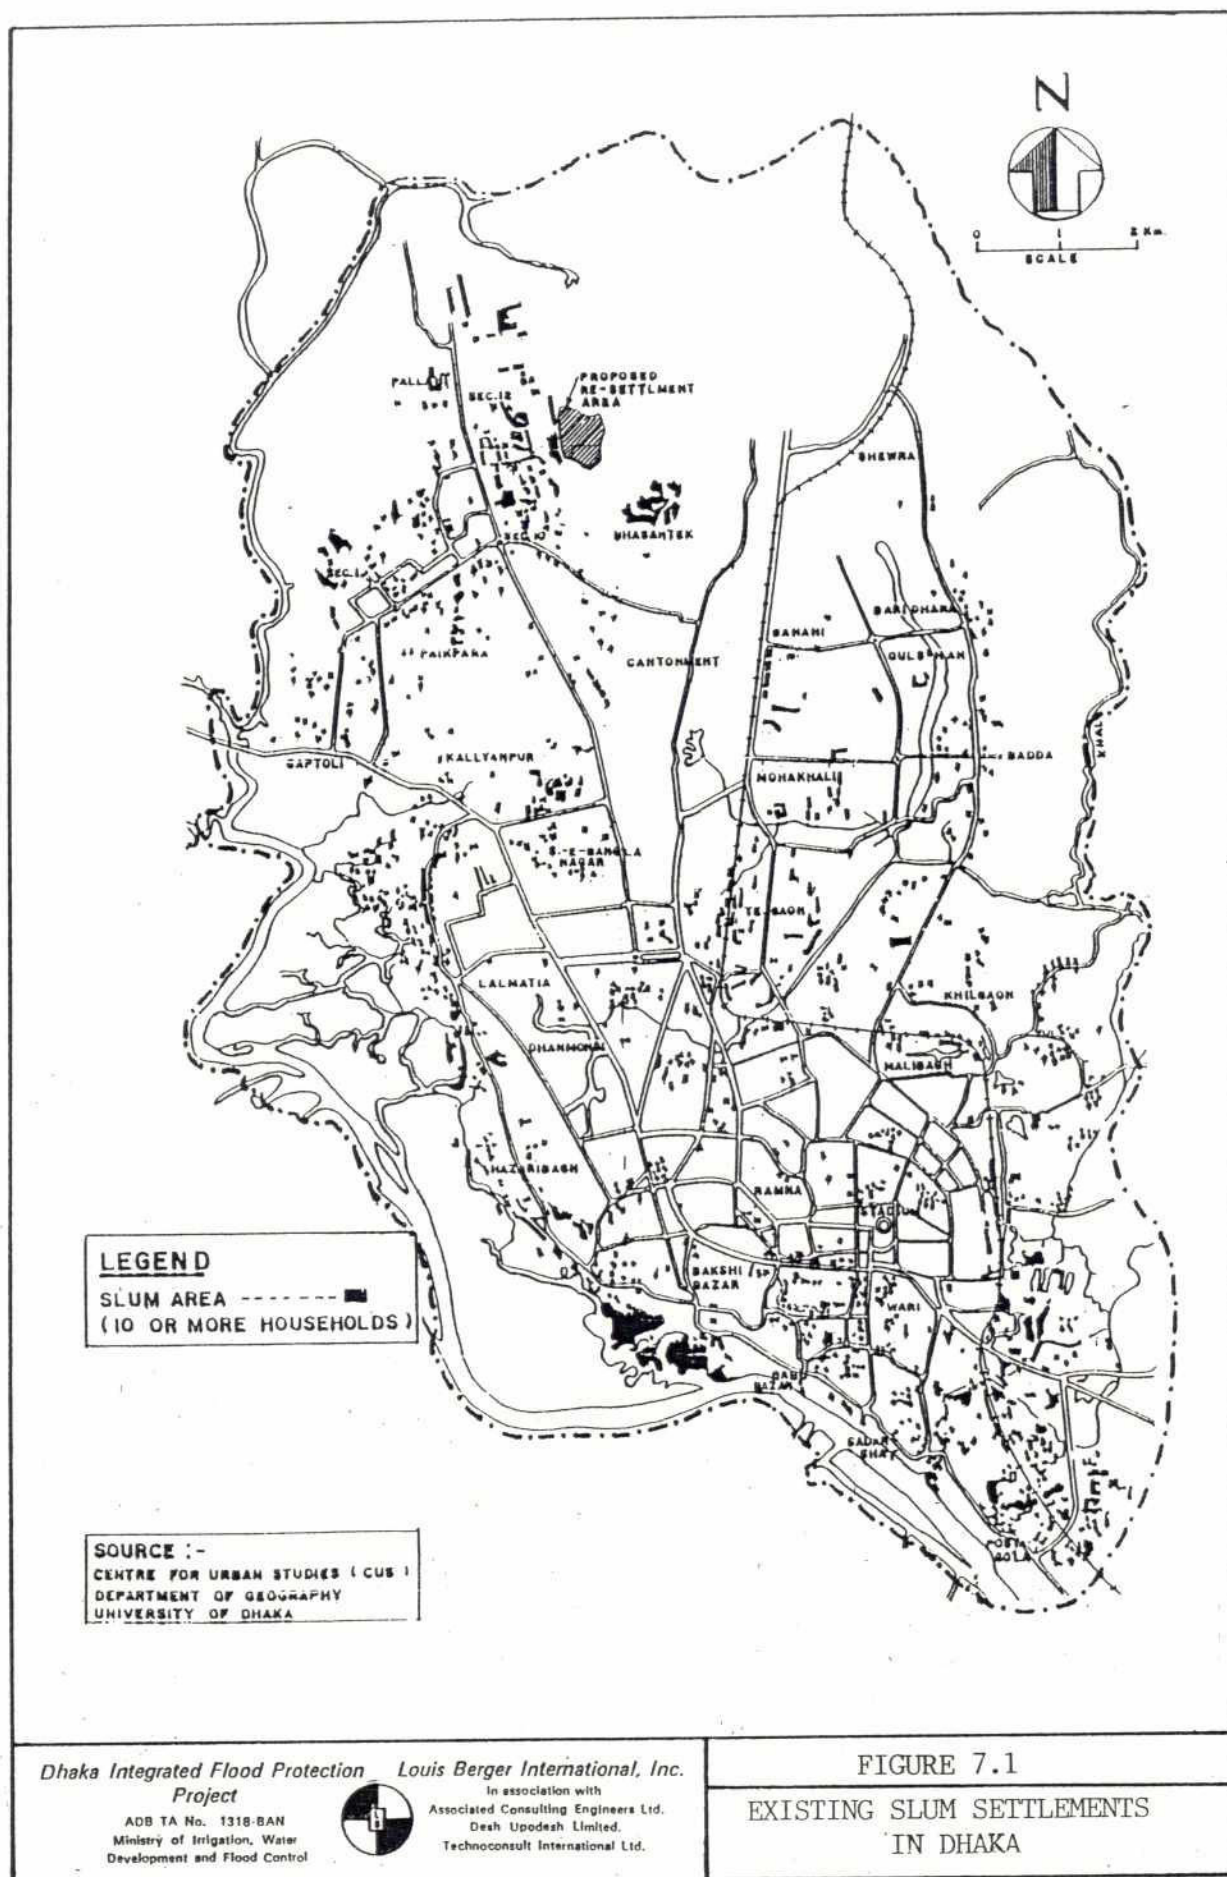 N
0 1 2 Km.
SCALE
PROPOSED
RE-SETTLMENT
AREA
SEC.12
SHEWRA
BHASANTEK
SEC.1
BARIDHARA
BANANI
GULSHAN
PAIKPARA
CANTONMENT
KHAL
GAPTOLI
KALLYANPUR
BADDA
MOHAKHALI
S.-E-BANGLA
NAGAR
LALMATIA
KHILGAON
DHANMONDI
MALIBAGH
HAZARIBAGH
RAMNA
STADIUM
BAKSHI
BAZAR
WARI
BAZAR
SADAR
GHAT
LEGEND
SLUM AREA -------
(10 OR MORE HOUSEHOLDS)
SOURCE :-
CENTRE FOR URBAN STUDIES (CUS)
DEPARTMENT OF GEOGRAPHY
UNIVERSITY OF DHAKA
Dhaka Integrated Flood Protection
Project
ADB TA No. 1318-BAN
Ministry of Irrigation, Water
Development and Flood Control
Louis Berger International, Inc.
In association with
Associated Consulting Engineers Ltd.
Desh Upodesh Limited.
Technoconsult International Ltd.
FIGURE 7.1
EXISTING SLUM SETTLEMENTS
IN DHAKA